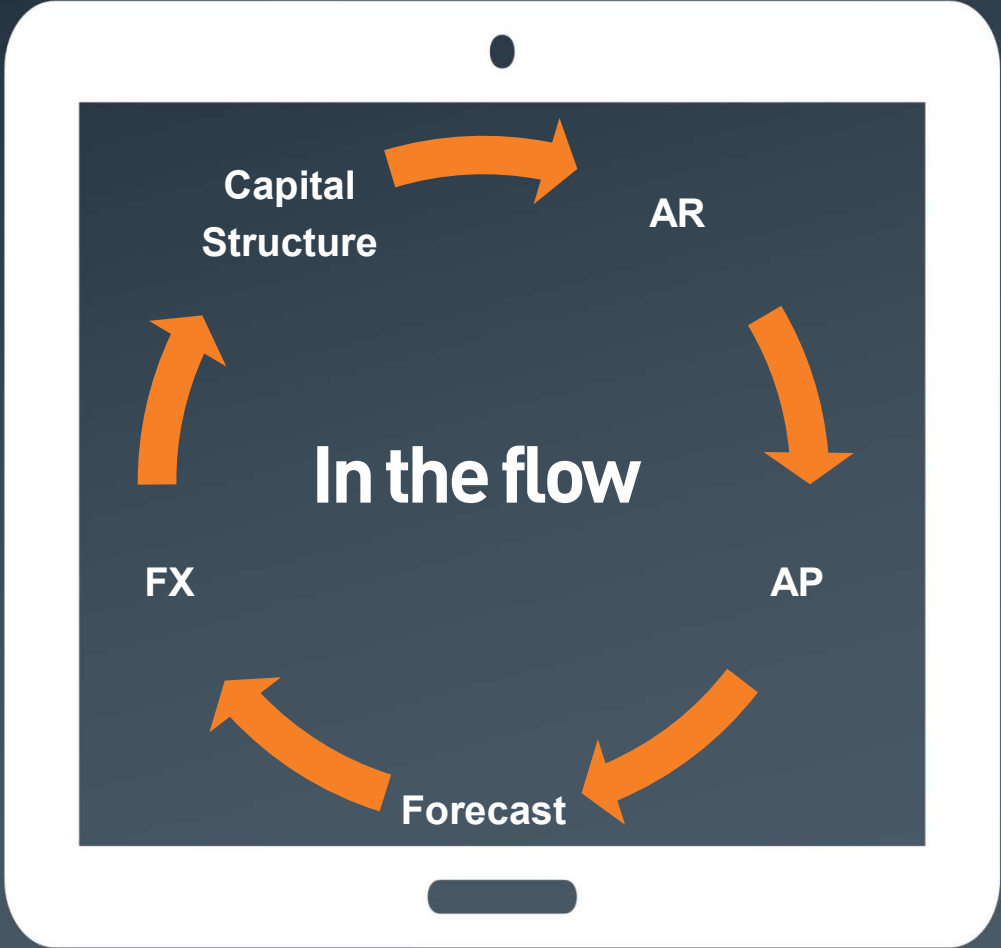 Capital
Structure
AR
In the flow
FX
AP
Forecast